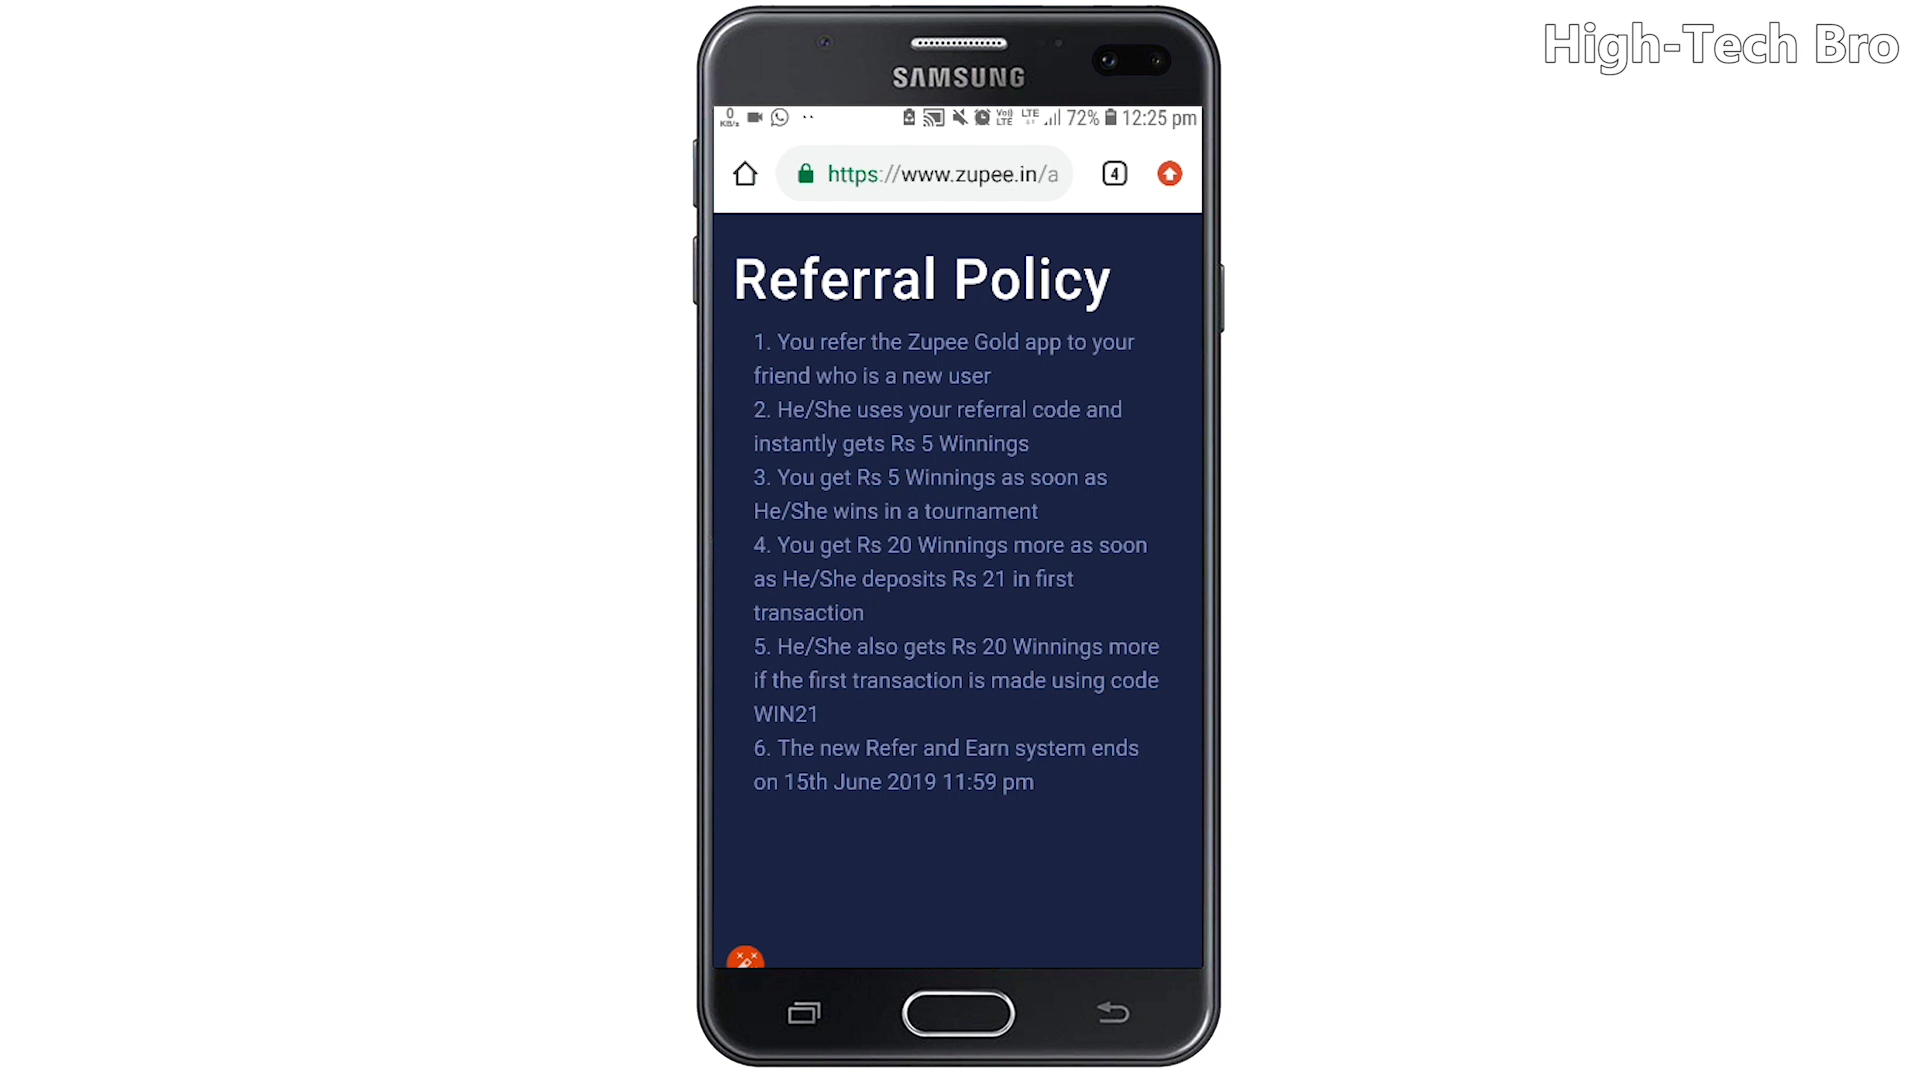 High-Tech Bro
SAMSUNG
0
KB/s
Vo))
LTE
LTE
72%
12:25 pm
https://www.zupee.in/a
4
Referral Policy
1. You refer the Zupee Gold app to your
friend who is a new user
2. He/She uses your referral code and
instantly gets Rs 5 Winnings
3. You get Rs 5 Winnings as soon as
He/She wins in a tournament
4. You get Rs 20 Winnings more as soon
as He/She deposits Rs 21 in first
transaction
5. He/She also gets Rs 20 Winnings more
if the first transaction is made using code
WIN21
6. The new Refer and Earn system ends
on 15th June 2019 11:59 pm